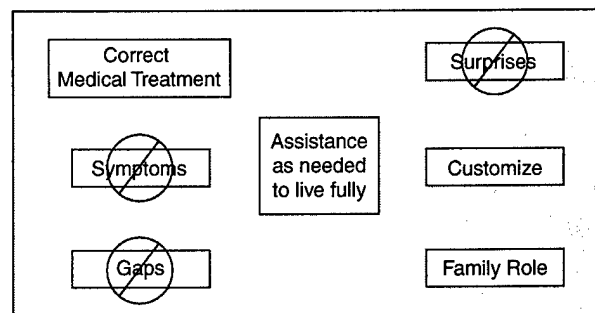 Correct
Medical Treatment
Surprises
Symptoms
Assistance
as needed
to live fully
Customize
Gaps
Family Role